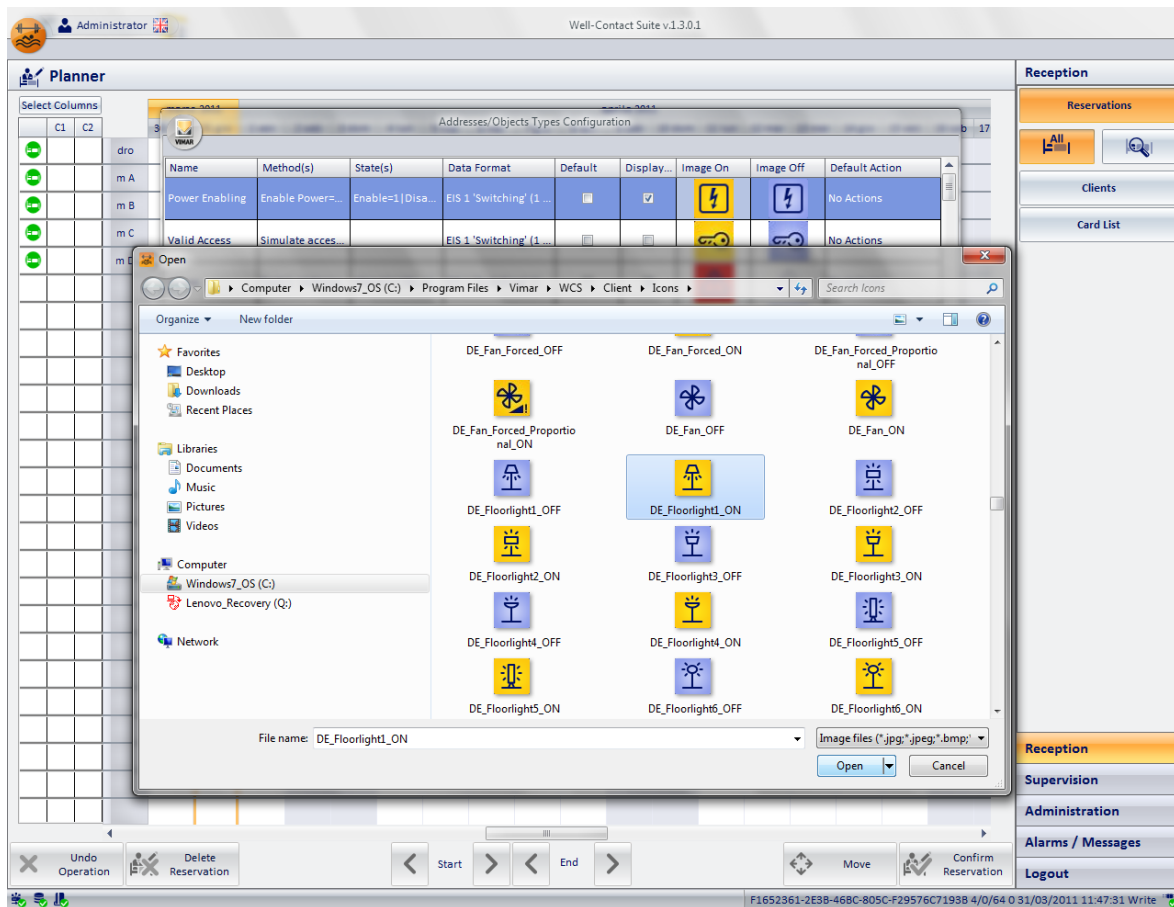 Administrator
Well-Contact Suite v.1.3.0.1
Planner
Reception
Select Columns
C1 C2
17
Reservations
All
Clients
Card List
dro
m A
m B
m C
Addresses/Objects Types Configuration
VIMAR
Name Method(s) State(s) Data Format Default Display... Image On Image Off Default Action
Power Enabling Enable Power=... Enable=1|Disa... EIS 1 'Switching' (1 ... No Actions
Valid Access Simulate acces... EIS 1 'Switching' (1 ... No Actions
Open
Computer Windows7_OS (C:) Program Files Vimar WCS Client Icons
Search Icons
Organize New folder
Favorites
Desktop
Downloads
Recent Places
Libraries
Documents
Music
Pictures
Videos
Computer
Windows7_OS (C:)
Lenovo_Recovery (Q:)
Network
DE_Fan_Forced_OFF DE_Fan_Forced_ON DE_Fan_Forced_Proportio
nal_OFF
DE_Fan_Forced_Proportio
nal_ON
DE_Fan_OFF DE_Fan_ON
DE_Floorlight1_OFF DE_Floorlight1_ON DE_Floorlight2_OFF
DE_Floorlight2_ON DE_Floorlight3_OFF DE_Floorlight3_ON
DE_Floorlight4_OFF DE_Floorlight4_ON DE_Floorlight5_OFF
DE_Floorlight5_ON DE_Floorlight6_OFF DE_Floorlight6_ON
File name: DE_Floorlight1_ON
Image files (*.jpg;*.jpeg;*.bmp;*
Open Cancel
Reception
Supervision
Administration
Alarms / Messages
Logout
Undo
Operation
Delete
Reservation
Start
End
Move
Confirm
Reservation
F1652361-2E3B-46BC-805C-F29576C7193B 4/0/64 0 31/03/2011 11:47:31 Write